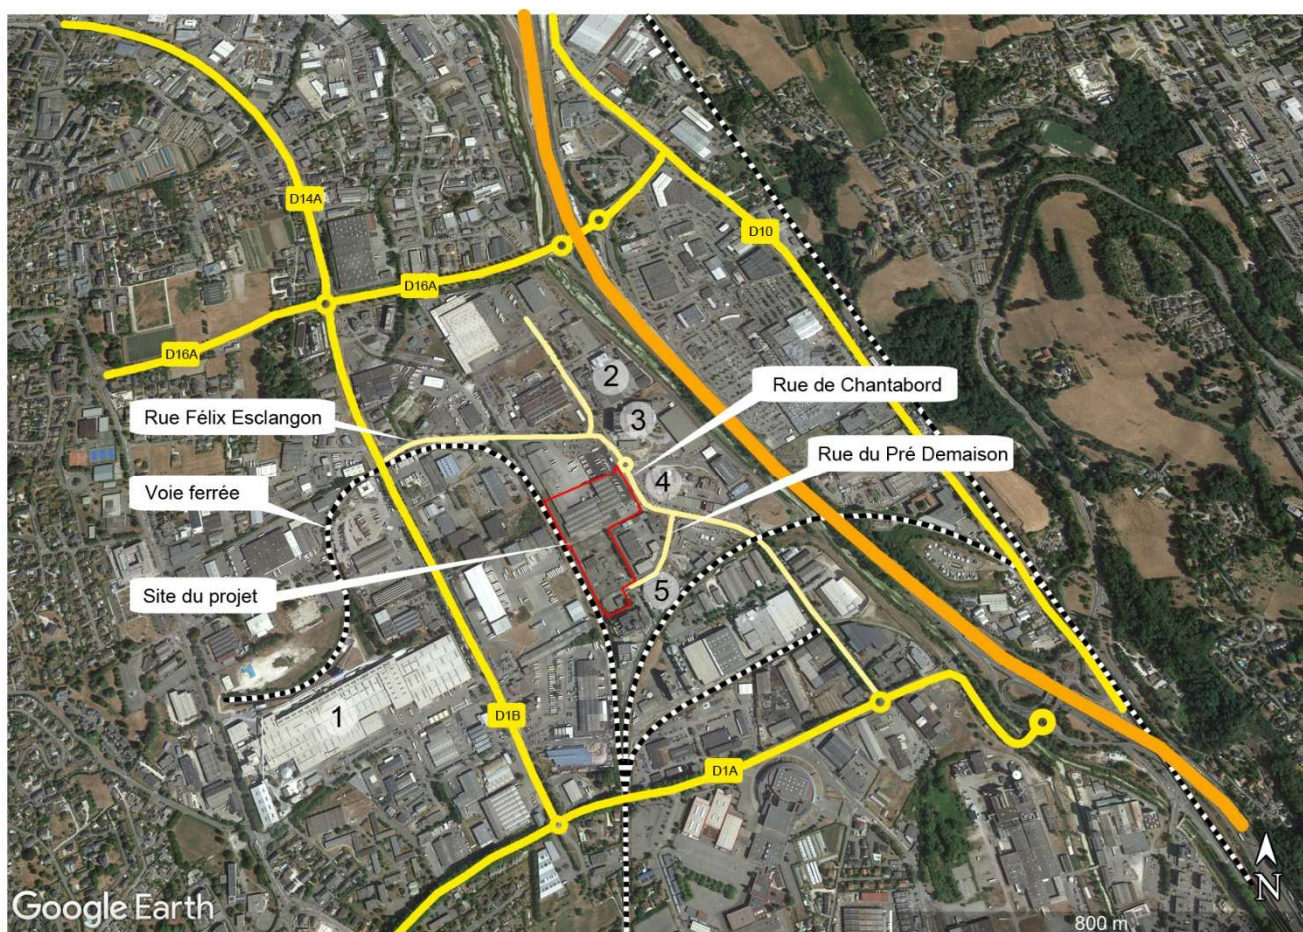 D14A
D10
D16A
D16A
2
Rue de Chantabord
3
Rue Félix Esclangon
Rue du Pré Demaison
4
Voie ferrée
5
Site du projet
1
D1B
D1A
N
Google Earth
800 m